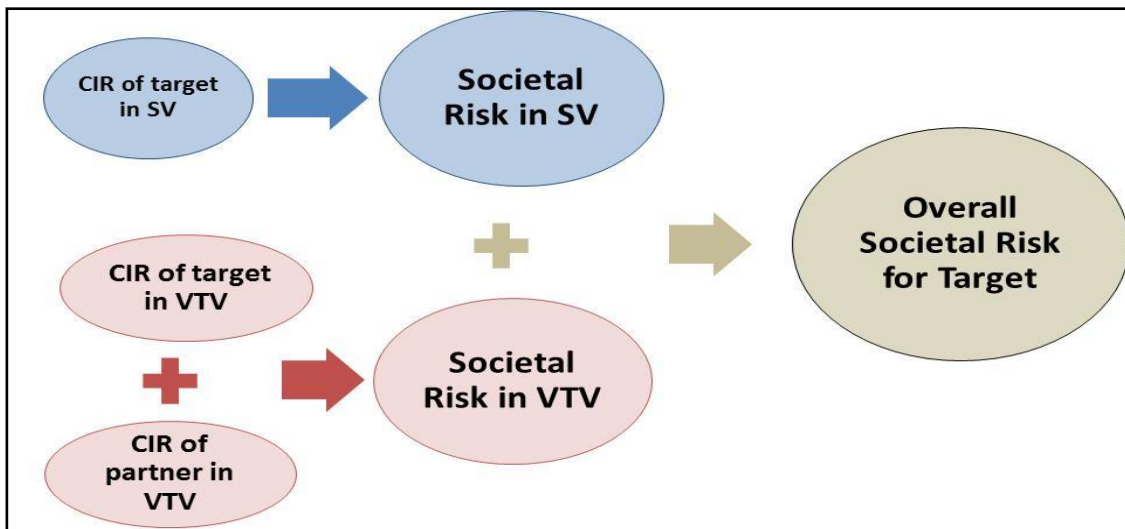 CIR of target
in SV
Societal
Risk in SV
CIR of target
in VTV
CIR of
partner in
VTV
Societal
Risk in VTV
Overall
Societal Risk
for Target